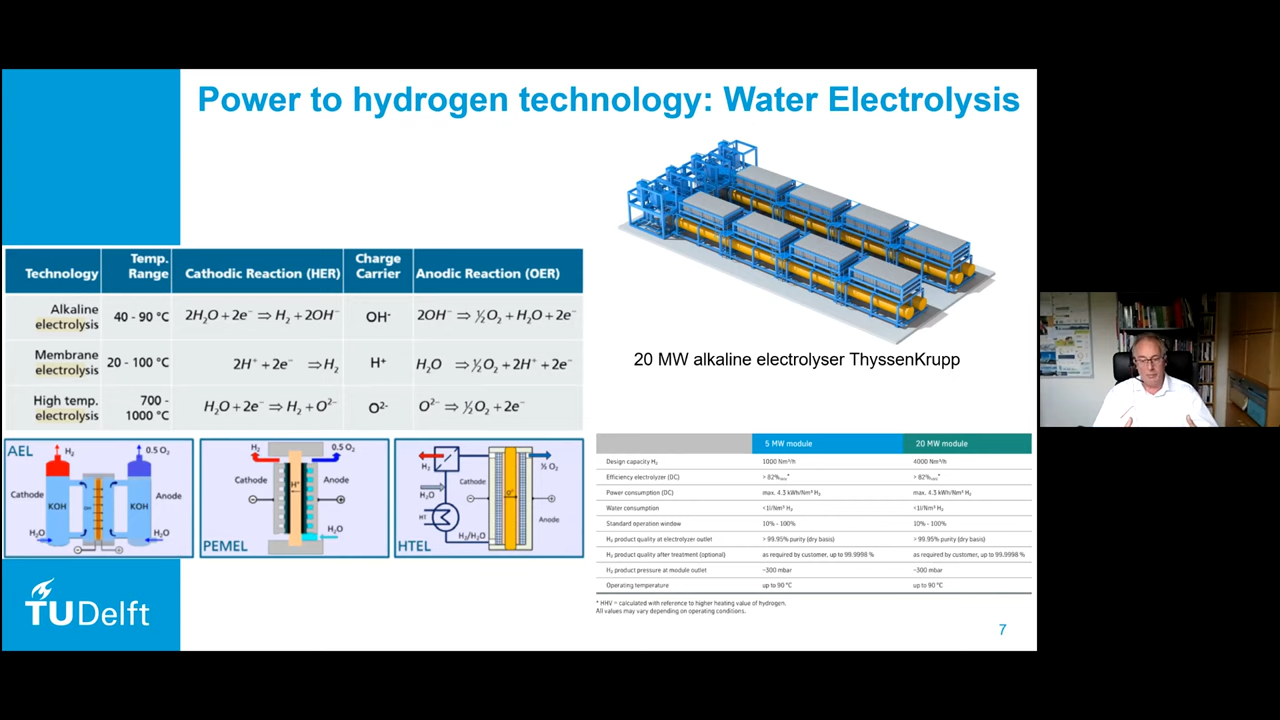 Power to hydrogen technology: Water Electrolysis
Technology Temp. Range Cathodic Reaction (HER) Charge Carrier Anodic Reaction (OER)
Alkaline electrolysis 40 - 90 °C 2H₂O + 2e⁻ ⇒ H₂ + 2OH⁻ OH⁻ 2OH⁻ ⇒ ½O₂ + H₂O + 2e⁻
Membrane electrolysis 20 - 100 °C 2H⁺ + 2e⁻ ⇒ H₂ H⁺ H₂O ⇒ ½O₂ + 2H⁺ + 2e⁻
High temp. electrolysis 700 - 1000 °C H₂O + 2e⁻ ⇒ H₂ + O²⁻ O²⁻ O²⁻ ⇒ ½O₂ + 2e⁻
AEL
H₂
0.5 O₂
Cathode
Anode
KOH
KOH
H₂O
H₂O
H₂
0.5 O₂
Cathode
Anode
H⁺
H₂O
PEMEL
H₂
½ O₂
Cathode
H₂O
O²⁻
HT
Anode
H₂/H₂O
HTEL
20 MW alkaline electrolyser ThyssenKrupp
5 MW module 20 MW module
Design capacity H₂ 1000 Nm³/h 4000 Nm³/h
Efficiency electrolyzer (DC) > 82% * > 82% *
Power consumption (DC) max. 4.3 kWh/Nm³ H₂ max. 4.3 kWh/Nm³ H₂
Water consumption <1l/Nm³ H₂ <1l/Nm³ H₂
Standard operation window 10% - 100% 10% - 100%
H₂ product quality at electrolyzer outlet > 99.95% purity (dry basis) > 99.95% purity (dry basis)
H₂ product quality after treatment (optional) as required by customer, up to 99.9998 % as required by customer, up to 99.9998 %
H₂ product pressure at module outlet ~300 mbar ~300 mbar
Operating temperature up to 90 °C up to 90 °C
* HHV = calculated with reference to higher heating value of hydrogen.
All values may vary depending on operating conditions.
TUDelft
7